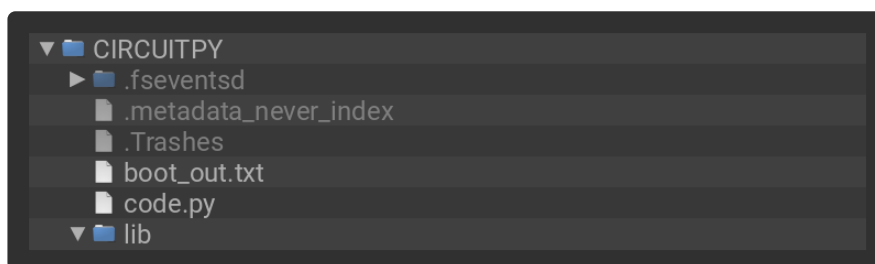 CIRCUITPY
.fseventsd
.metadata_never_index
.Trashes
boot_out.txt
code.py
lib